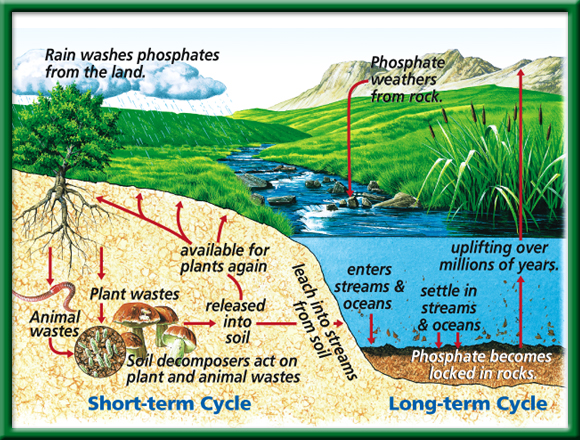 Rain washes phosphates
from the land.
Phosphate
weathers
from rock.
available for
plants again
uplifting over
millions of years.
enters
streams &
oceans
settle in
streams
& oceans
leach into streams
from soil
Plant wastes
released
into
soil
Animal
wastes
Soil decomposers act on
plant and animal wastes
Phosphate becomes
locked in rocks.
Short-term Cycle
Long-term Cycle